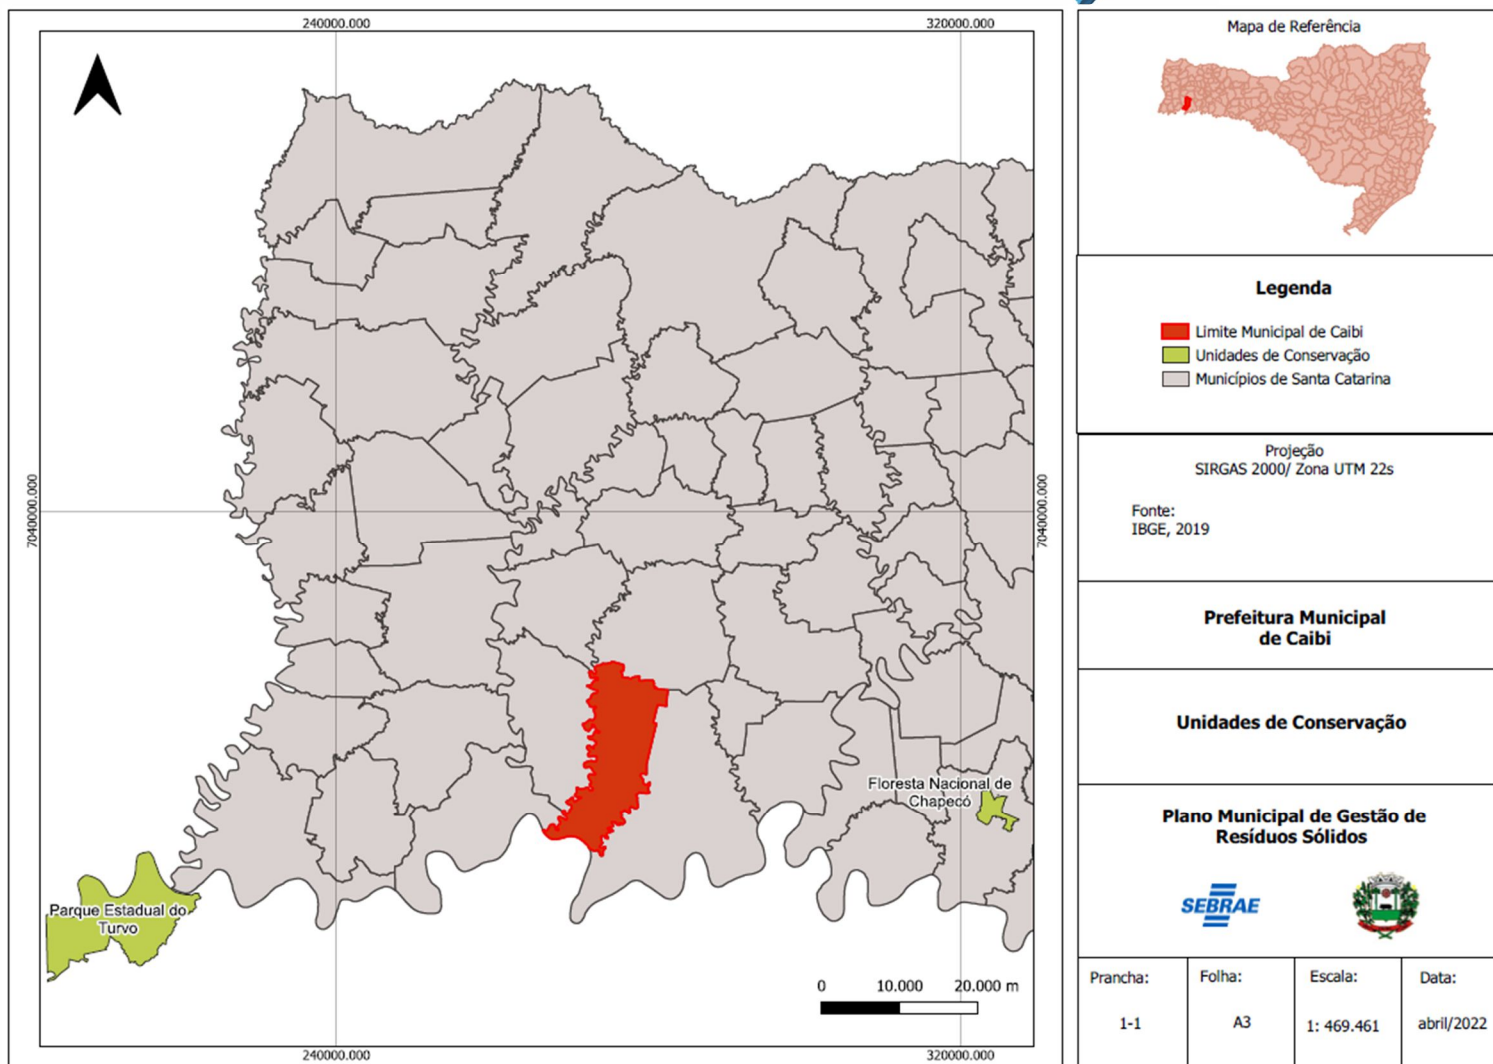 240000.000
320000.000
7040000.000
7040000.000
Floresta Nacional de
Chapecó
Parque Estadual do
Turvo
0 10.000 20.000 m
240000.000
320000.000
Mapa de Referência
Legenda
Limite Municipal de Caibi
Unidades de Conservação
Municípios de Santa Catarina
Projeção
SIRGAS 2000/ Zona UTM 22s
Fonte:
IBGE, 2019
Prefeitura Municipal
de Caibi
Unidades de Conservação
Plano Municipal de Gestão de
Resíduos Sólidos
SEBRAE
Prancha:
1-1
Folha:
A3
Escala:
1: 469.461
Data:
abril/2022